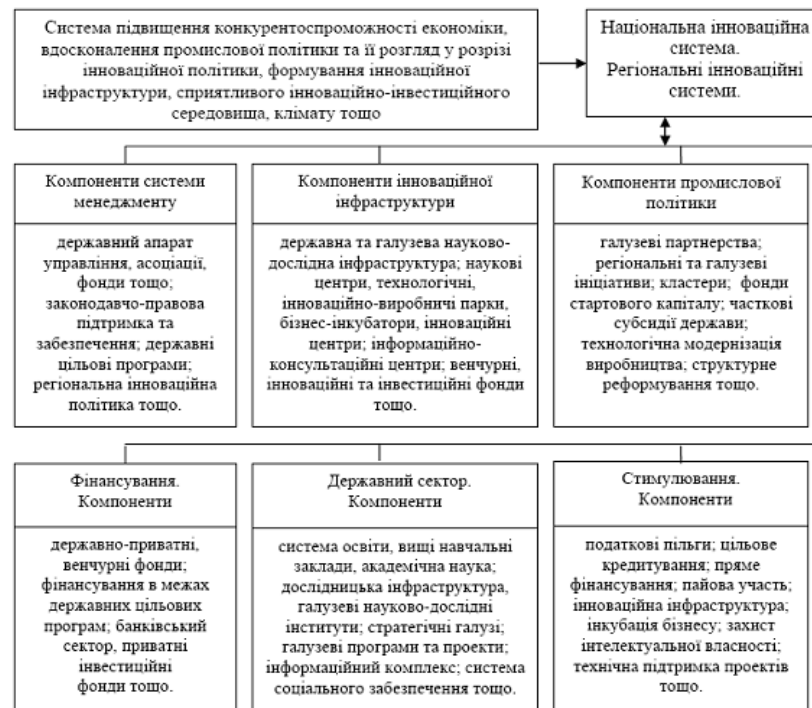 Система підвищення конкурентоспроможності економіки,
вдосконалення промислової політики та її розгляд у розрізі
інноваційної політики, формування інноваційної
інфраструктури, сприятливого інноваційно-інвестиційного
середовища, клімату тощо
Національна інноваційна
система.
Регіональні інноваційні
системи.
Компоненти системи
менеджменту
державний апарат
управління, асоціації,
фонди тощо;
законодавчо-правова
підтримка та
забезпечення; державні
цільові програми;
регіональна інноваційна
політика тощо.
Компоненти інноваційної
інфраструктури
державна та галузева науково-
дослідна інфраструктура; наукові
центри, технологічні,
інноваційно-виробничі парки,
бізнес-інкубатори, інноваційні
центри; інформаційно-
консультаційні центри; венчурні,
інноваційні та інвестиційні фонди
тощо.
Компоненти промислової
політики
галузеві партнерства;
регіональні та галузеві
ініціативи; кластери; фонди
стартового капіталу; часткові
субсидії держави;
технологічна модернізація
виробництва; структурне
реформування тощо.
Фінансування.
Компоненти
державно-приватні,
венчурні фонди;
фінансування в межах
державних цільових
програм; банківський
сектор, приватні
інвестиційні
фонди тощо.
Державний сектор.
Компоненти
система освіти, вищі навчальні
заклади, академічна наука;
дослідницька інфраструктура,
галузеві науково-дослідні
інститути; стратегічні галузі;
галузеві програми та проекти;
інформаційний комплекс; система
соціального забезпечення тощо.
Стимулювання.
Компоненти
податкові пільги; цільове
кредитування; пряме
фінансування; пайова участь;
інноваційна інфраструктура;
інкубація бізнесу; захист
інтелектуальної власності;
технічна підтримка проектів
тощо.